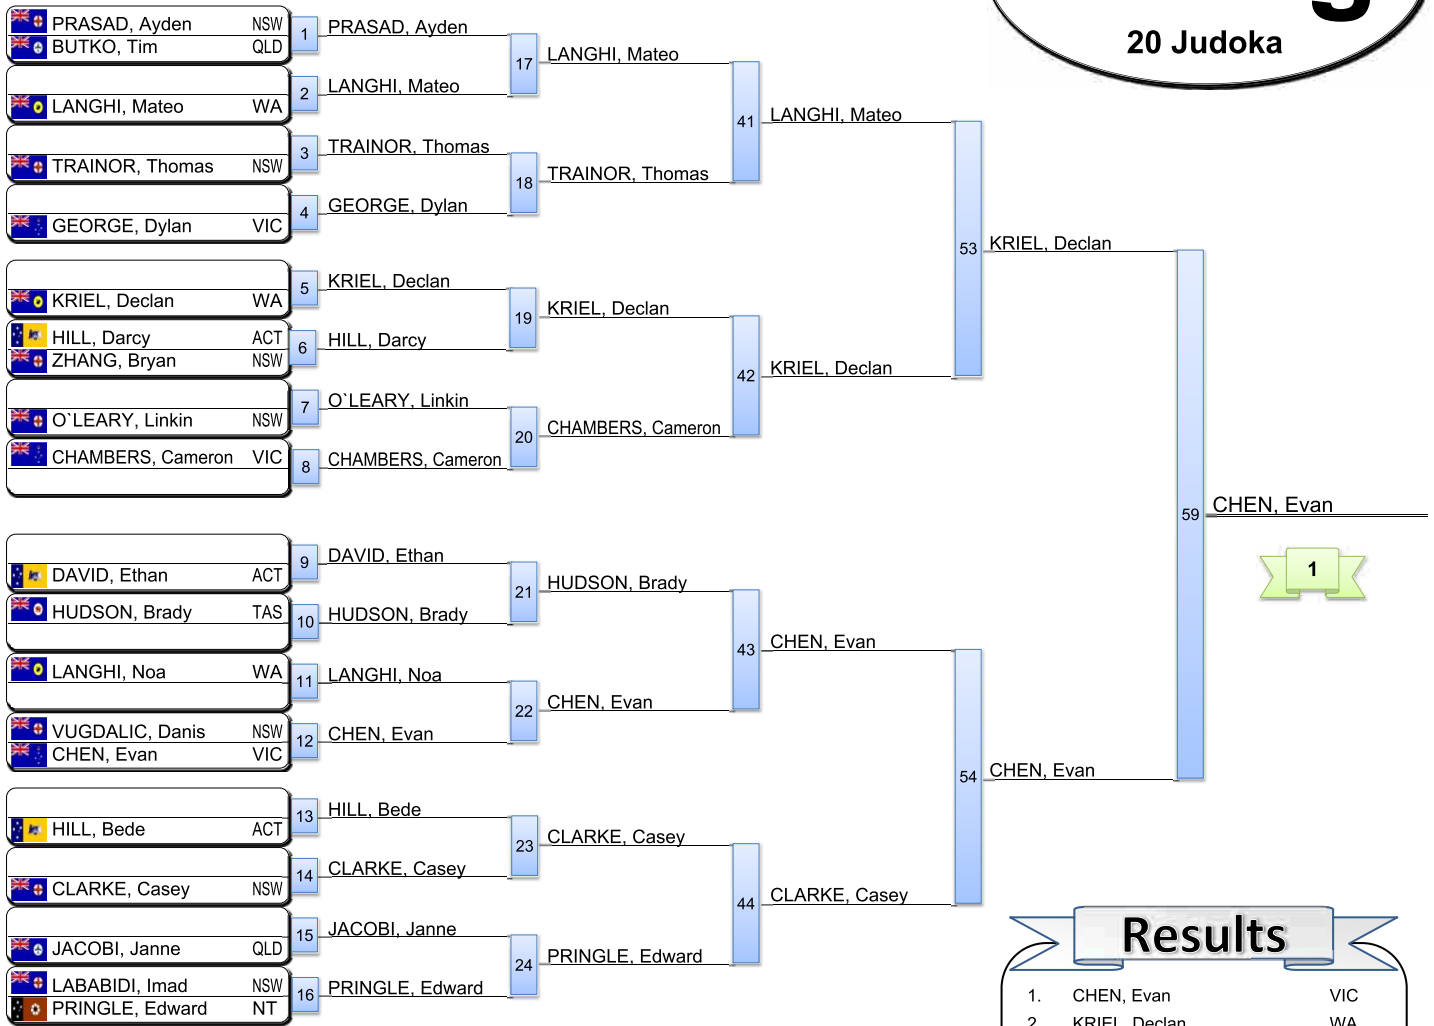 20 Judoka
PRASAD, Ayden NSW
BUTKO, Tim QLD
1
PRASAD, Ayden
LANGHI, Mateo WA
2
LANGHI, Mateo
17
LANGHI, Mateo
TRAINOR, Thomas NSW
3
TRAINOR, Thomas
GEORGE, Dylan VIC
4
GEORGE, Dylan
18
TRAINOR, Thomas
41
LANGHI, Mateo
KRIEL, Declan WA
5
KRIEL, Declan
HILL, Darcy ACT
ZHANG, Bryan NSW
6
HILL, Darcy
19
KRIEL, Declan
O`LEARY, Linkin NSW
7
O`LEARY, Linkin
CHAMBERS, Cameron VIC
8
CHAMBERS, Cameron
20
CHAMBERS, Cameron
42
KRIEL, Declan
53
KRIEL, Declan
DAVID, Ethan ACT
9
DAVID, Ethan
HUDSON, Brady TAS
10
HUDSON, Brady
21
HUDSON, Brady
LANGHI, Noa WA
11
LANGHI, Noa
VUGDALIC, Danis NSW
CHEN, Evan VIC
12
CHEN, Evan
22
CHEN, Evan
43
CHEN, Evan
HILL, Bede ACT
13
HILL, Bede
CLARKE, Casey NSW
14
CLARKE, Casey
23
CLARKE, Casey
JACOBI, Janne QLD
15
JACOBI, Janne
LABABIDI, Imad NSW
PRINGLE, Edward NT
16
PRINGLE, Edward
24
PRINGLE, Edward
44
CLARKE, Casey
54
CHEN, Evan
59
CHEN, Evan
1
Results
1. CHEN, Evan VIC
2. KRIEL, Declan WA